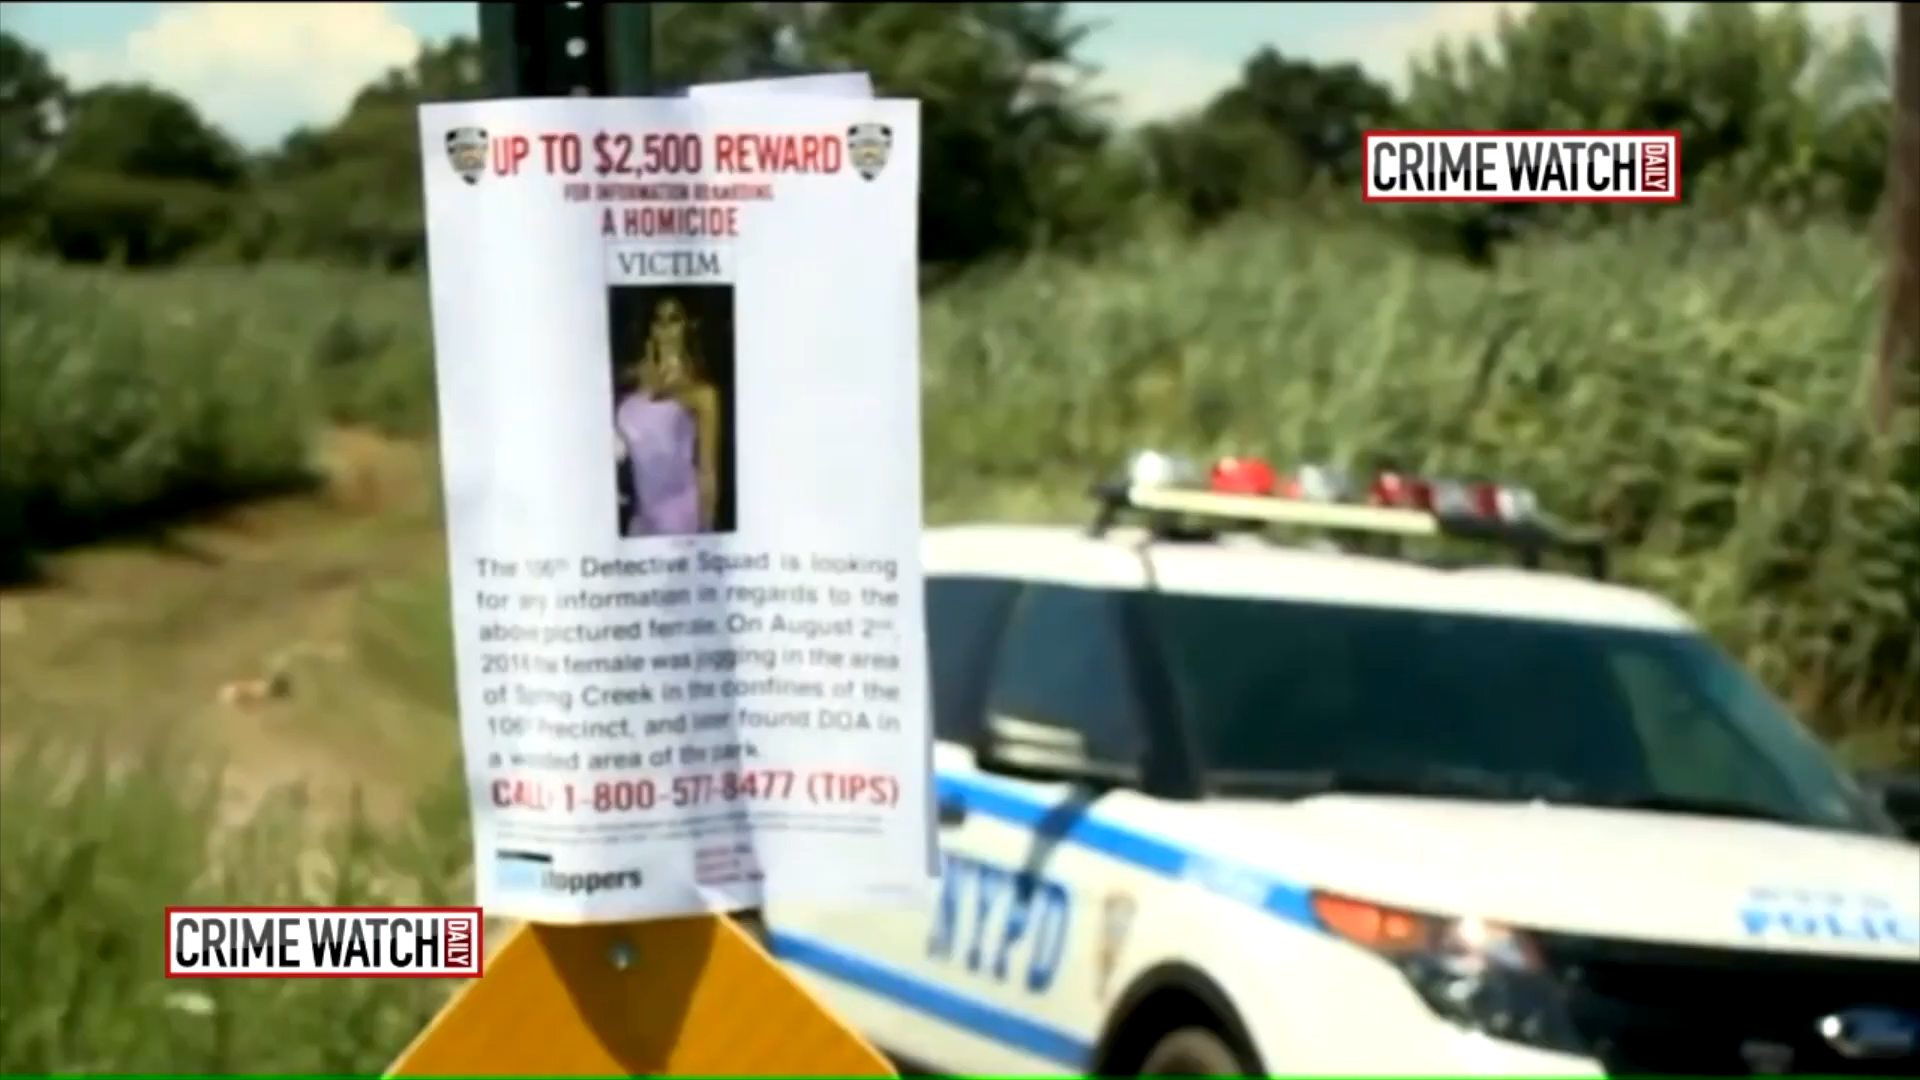 UP TO $2,500 REWARD
FOR INFORMATION REGARDING
A HOMICIDE
VICTIM
The 106th Detective Squad is looking
for any information in regards to the
above pictured female. On August 2nd,
the female was jogging in the area
of Spring Creek in the confines of the
106th Precinct, and later found DOA in
a wooded area of the park.
CALL 1-800-577-8477 (TIPS)
stoppers
CRIME WATCH DAILY
CRIME WATCH DAILY
NYPD
POLIC